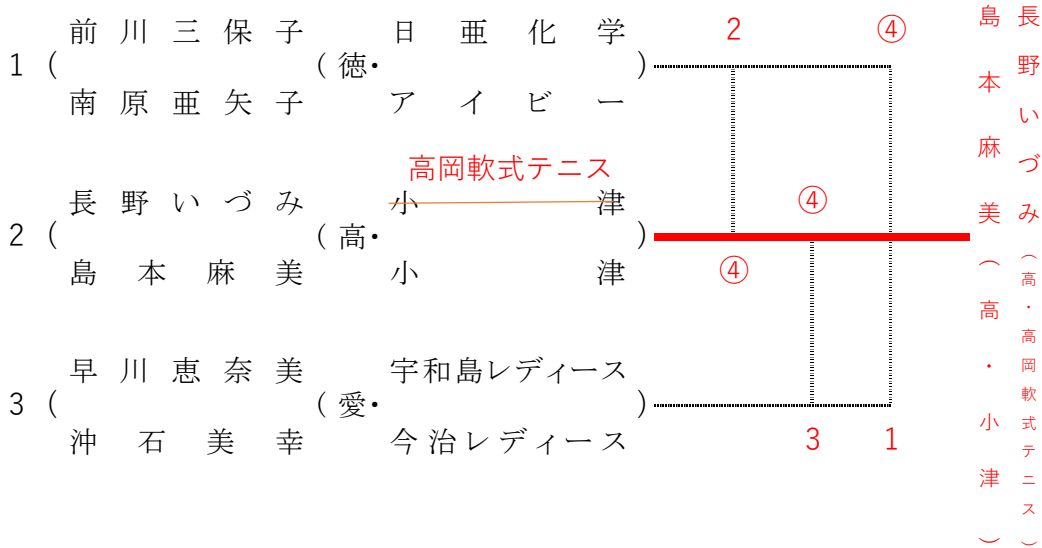 前川三保子 日亜化学 2 ④
1 ( ( 徳・ )
南原亜矢子 アイビー
高岡軟式テニス
長野いづみ 小津 ④
2 ( ( 高・ )
島本麻美 小津 ④
早川恵奈美 宇和島レディース
3 ( ( 愛・ )
沖石美幸 今治レディース 3 1
長野いづみ(高・高岡軟式テニス)
島本麻美(高・小津)